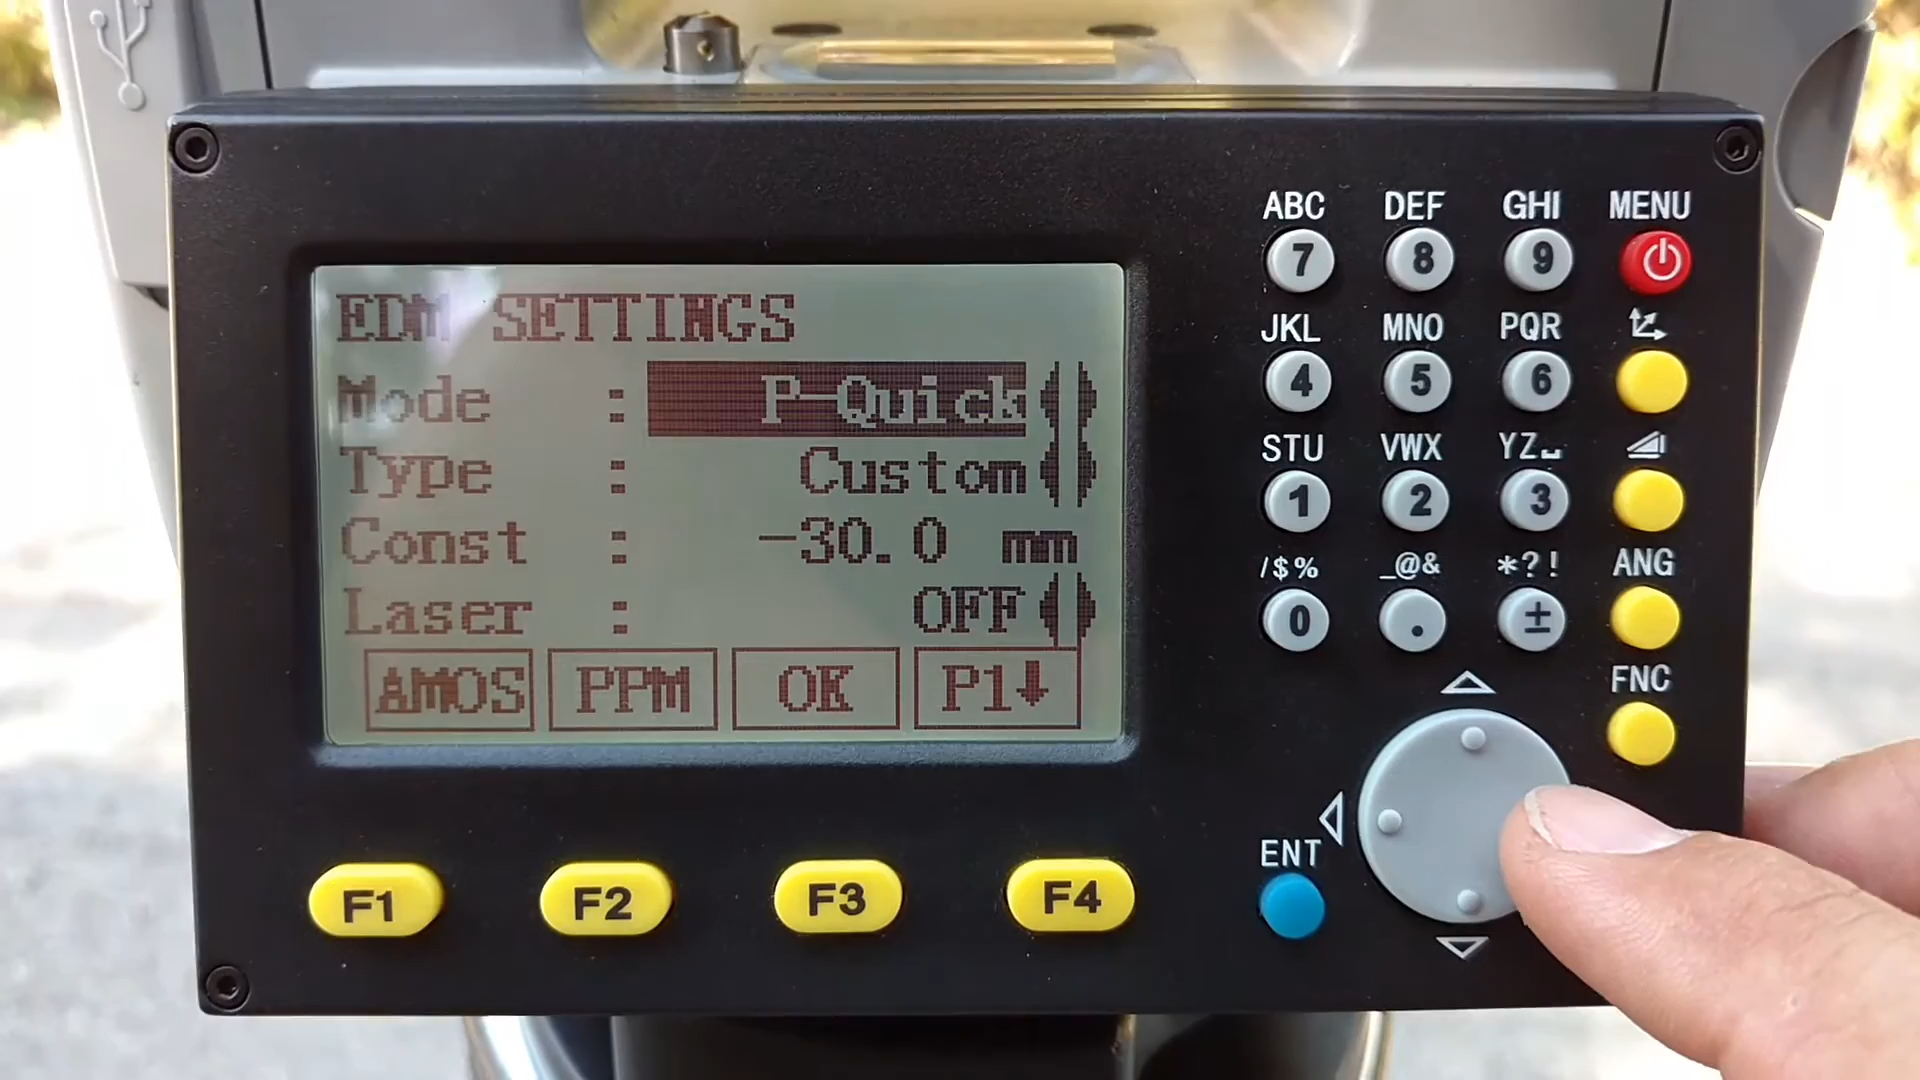 EDM SETTINGS
Mode : P-Quick
Type : Custom
Const : -30.0 mm
Laser : OFF
AMOS PPM OK P1↓
F1 F2 F3 F4
ABC DEF GHI MENU
7 8 9
JKL MNO PQR
4 5 6
STU VWX YZ␣
1 2 3
/$% _@& *?! ANG
0 . ±
FNC
ENT